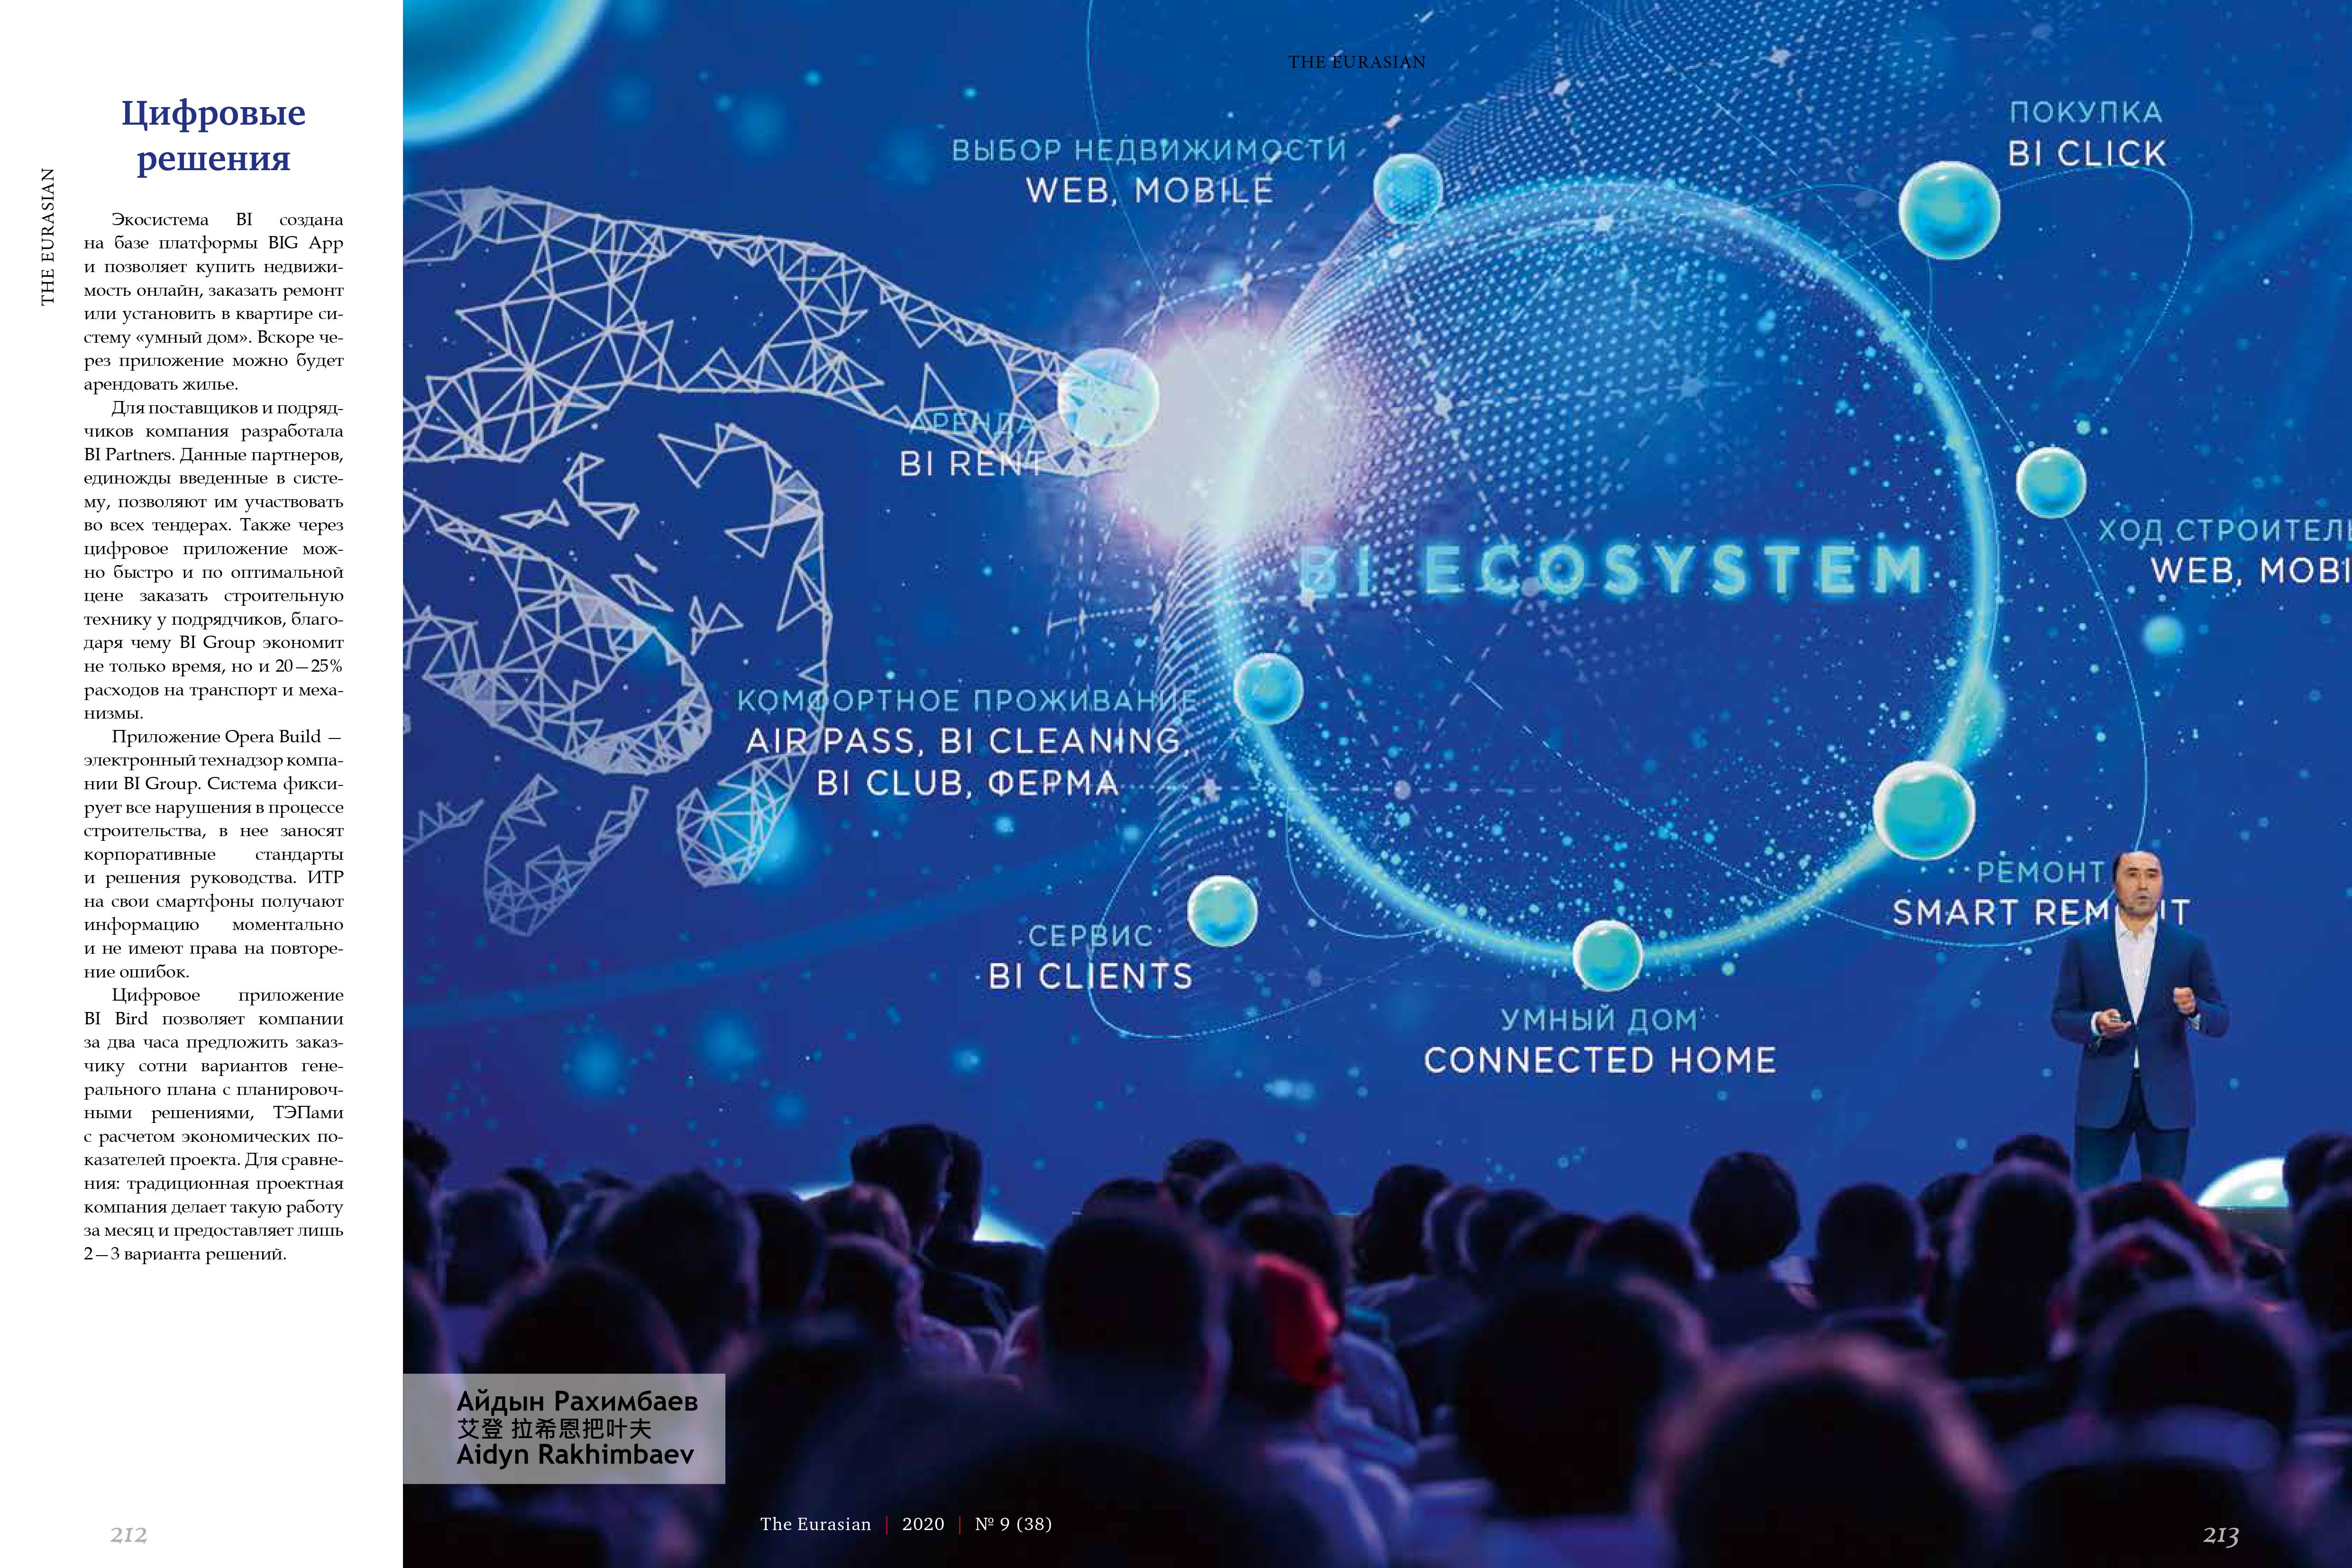 THE EURASIAN
Цифровые
решения
Экосистема BI создана
на базе платформы BIG App
и позволяет купить недвижи-
мость онлайн, заказать ремонт
или установить в квартире си-
стему «умный дом». Вскоре че-
рез приложение можно будет
арендовать жилье.
Для поставщиков и подряд-
чиков компания разработала
BI Partners. Данные партнеров,
единожды введенные в систе-
му, позволяют им участвовать
во всех тендерах. Также через
цифровое приложение мож-
но быстро и по оптимальной
цене заказать строительную
технику у подрядчиков, благо-
даря чему BI Group экономит
не только время, но и 20—25%
расходов на транспорт и меха-
низмы.
Приложение Opera Build —
электронный технадзор компа-
нии BI Group. Система фикси-
рует все нарушения в процессе
строительства, в нее заносят
корпоративные стандарты
и решения руководства. ИТР
на свои смартфоны получают
информацию моментально
и не имеют права на повторе-
ние ошибок.
Цифровое приложение
BI Bird позволяет компании
за два часа предложить заказ-
чику сотни вариантов гене-
рального плана с планировоч-
ными решениями, ТЭПами
с расчетом экономических по-
казателей проекта. Для сравне-
ния: традиционная проектная
компания делает такую работу
за месяц и предоставляет лишь
2—3 варианта решений.
212
THE EURASIAN
ВЫБОР НЕДВИЖИМОСТИ
WEB, MOBILE
ПОКУПКА
BI CLICK
АРЕНДА
BI RENT
ХОД СТРОИТЕЛЬ
WEB, MOBI
BI ECOSYSTEM
КОМФОРТНОЕ ПРОЖИВАНИЕ
AIR PASS, BI CLEANING,
BI CLUB, ФЕРМА
РЕМОНТ
SMART REMONT
СЕРВИС
BI CLIENTS
УМНЫЙ ДОМ
CONNECTED HOME
Айдын Рахимбаев
艾登 拉希恩把叶夫
Aidyn Rakhimbaev
The Eurasian | 2020 | № 9 (38)
213